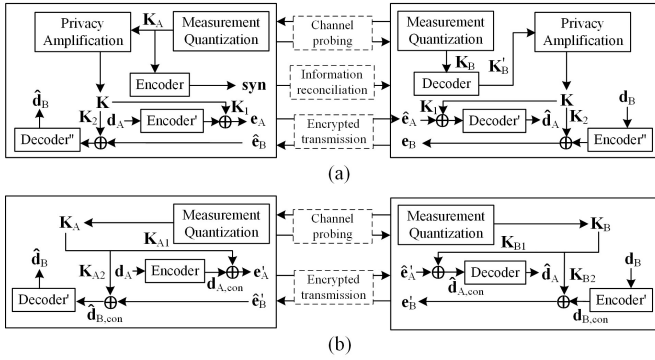 Privacy Amplification
K_A
Measurement Quantization
Channel probing
Measurement Quantization
Privacy Amplification
K_B
K'_B
Encoder
syn
Information reconciliation
Decoder
d̂_B
K
K_2
d_A
Encoder'
K_1
e_A
Encrypted transmission
ê_A
K_1
Decoder'
d̂_A
K
K_2
d_B
Decoder"
ê_B
e_B
Encoder"
(a)
K_A
K_A1
Measurement Quantization
Channel probing
Measurement Quantization
K_B
K_B1
d̂_B
K_A2
d_A
Encoder
d_A,con
e'_A
Encrypted transmission
ê'_A
d̂_A,con
Decoder
d̂_A
K_B2
d_B
Decoder'
d̂_B,con
ê'_B
e'_B
d_B,con
Encoder'
(b)